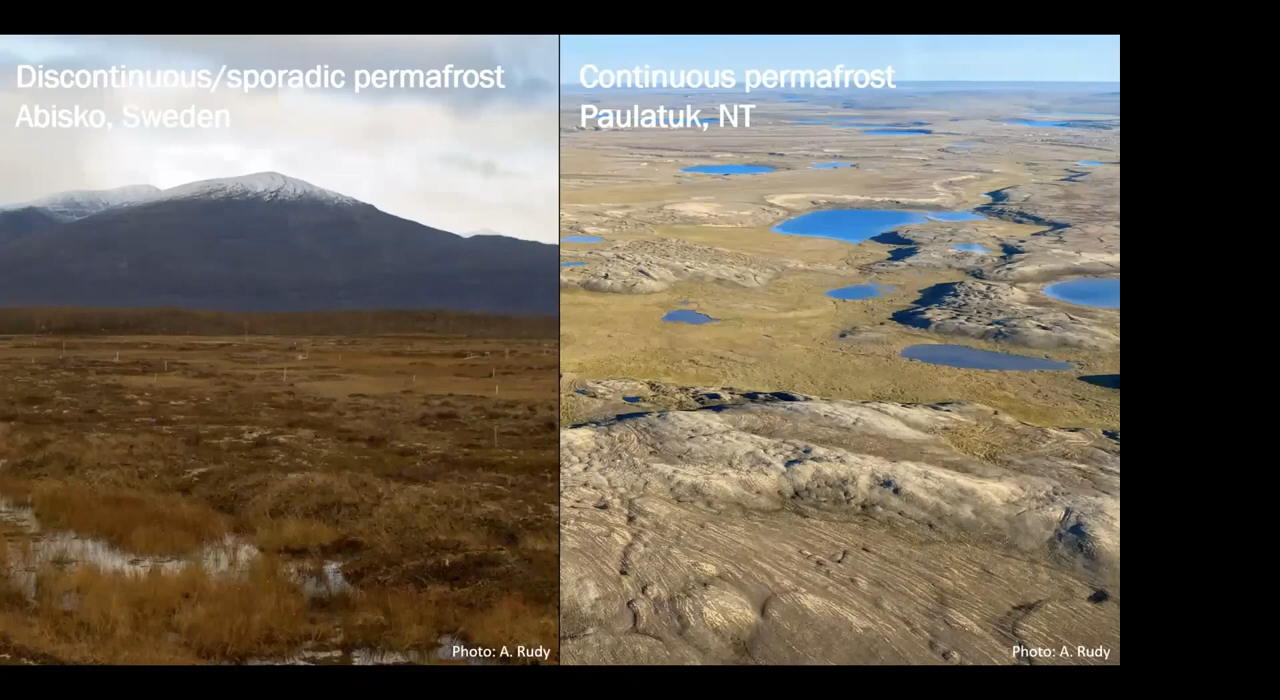 Discontinuous/sporadic permafrost
Abisko, Sweden
Photo: A. Rudy
Continuous permafrost
Paulatuk, NT
Photo: A. Rudy